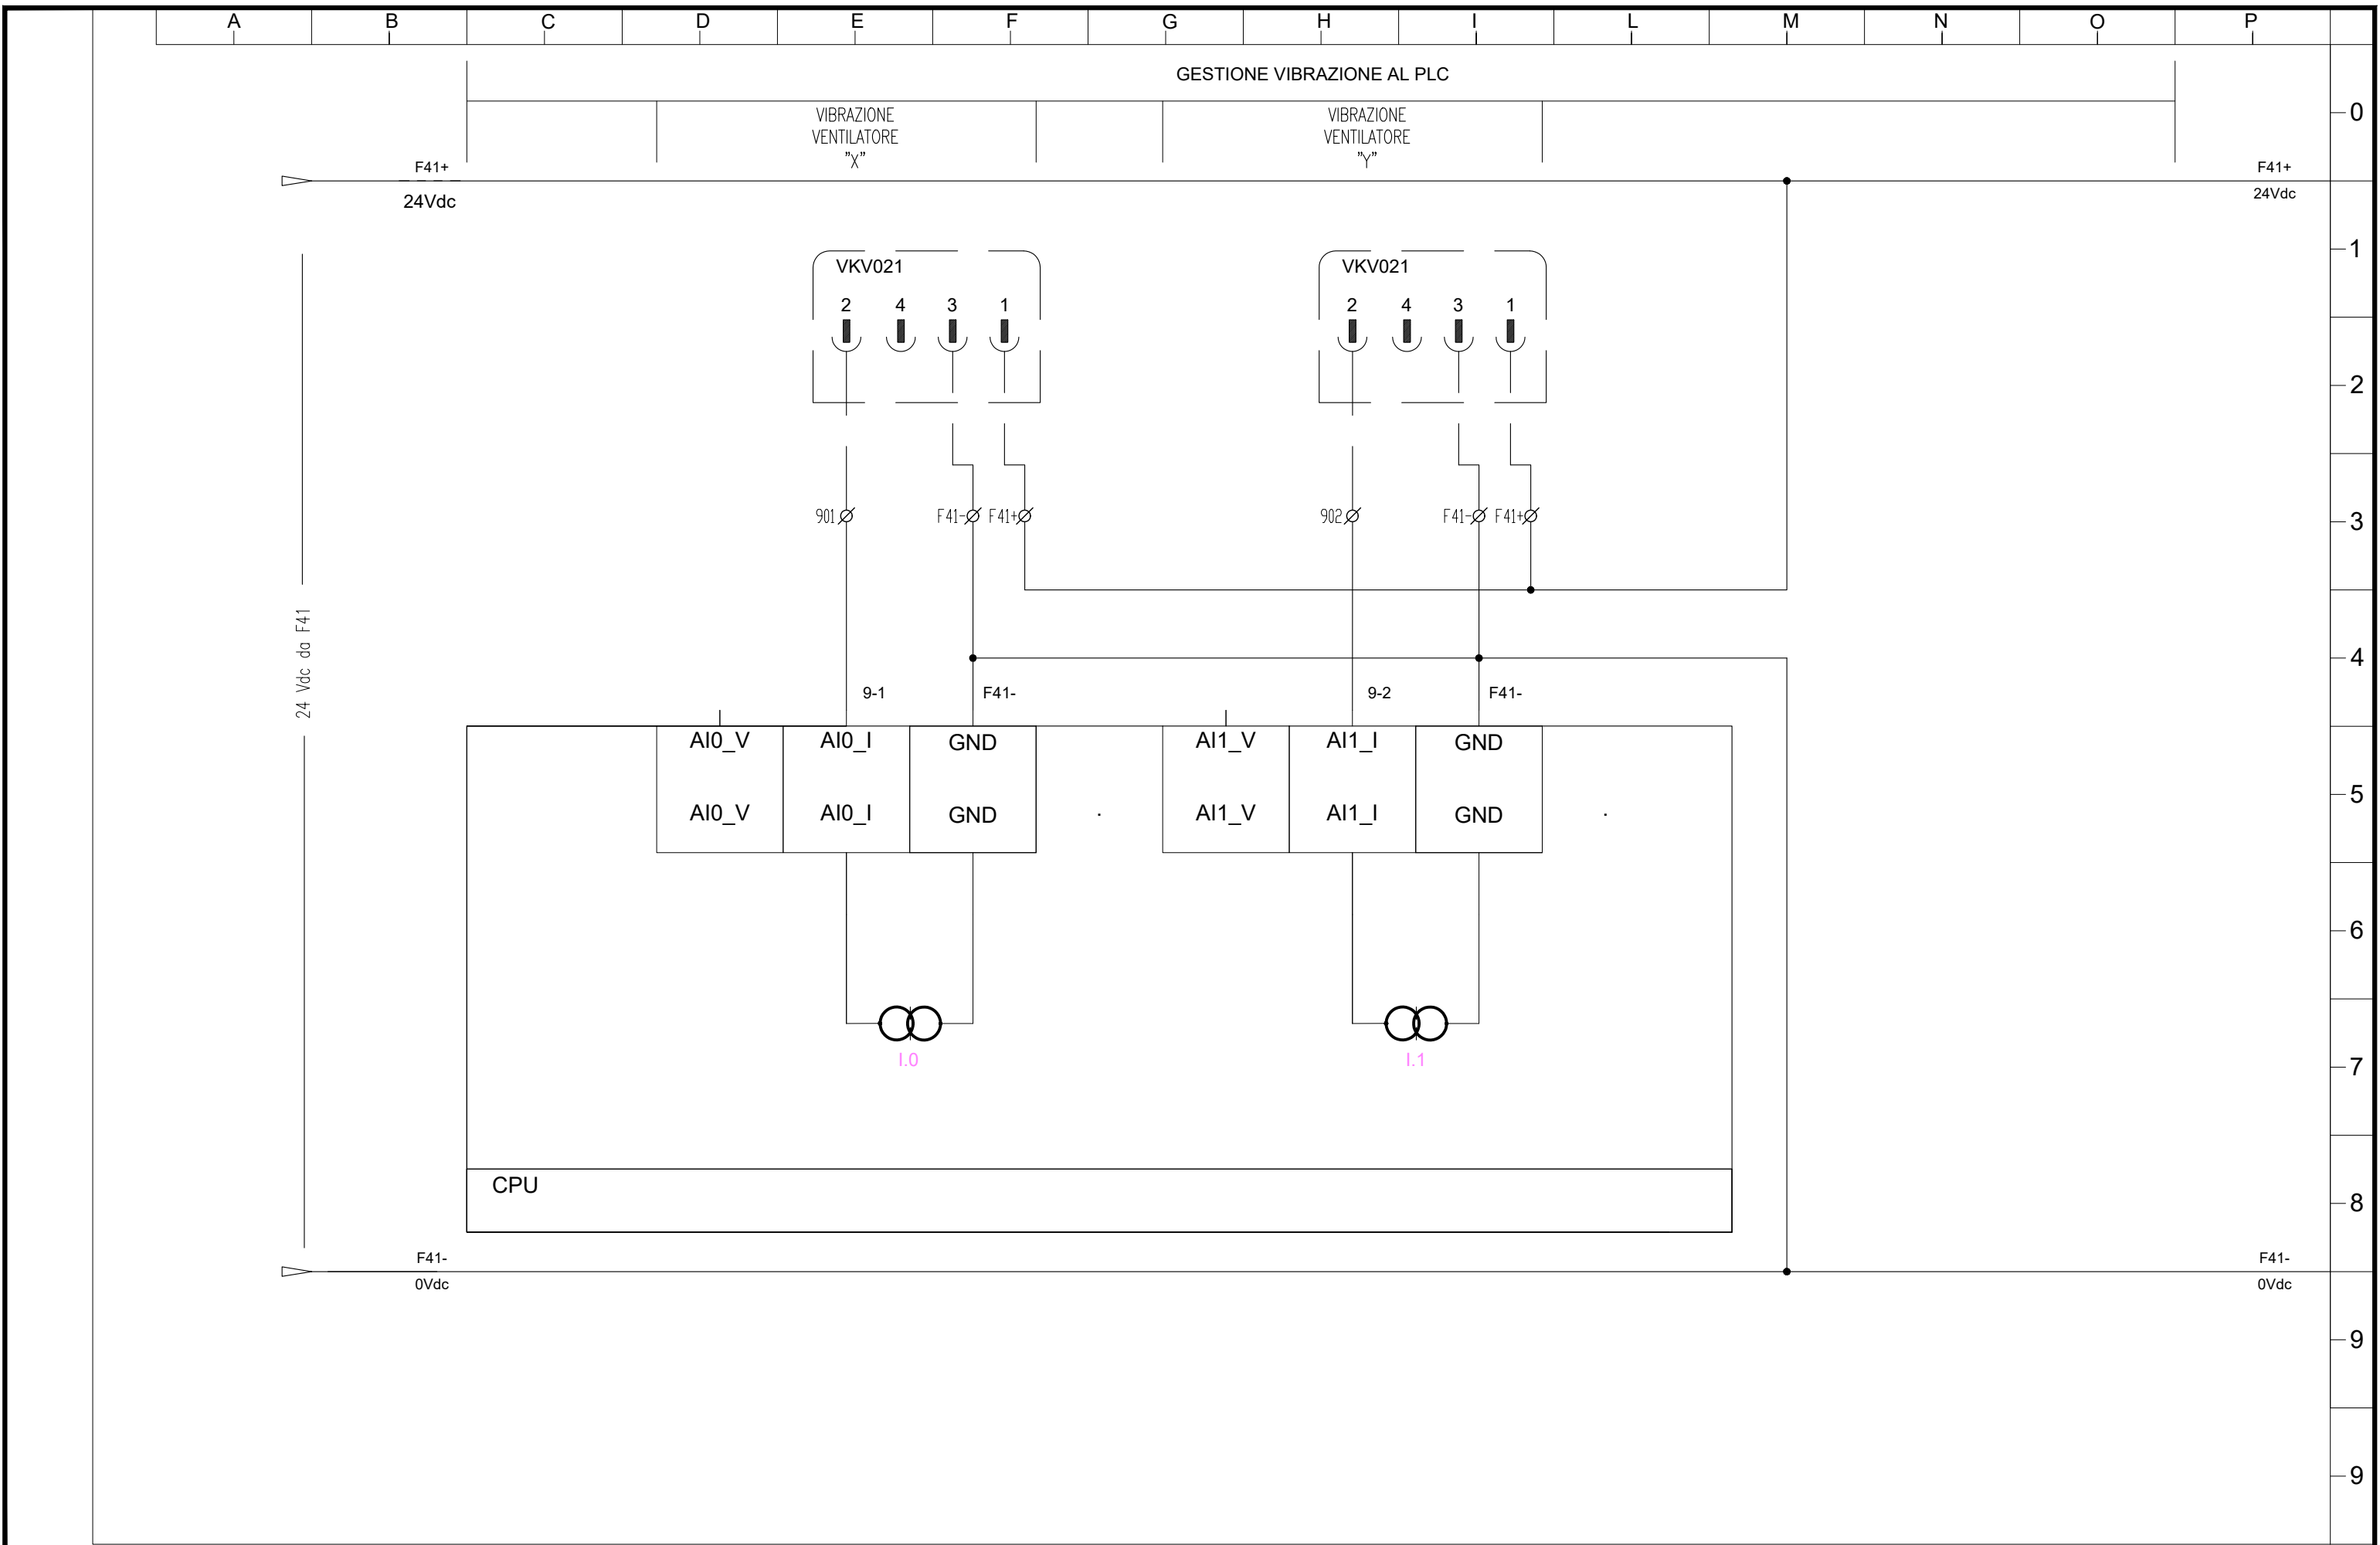 A B C D E F G H I L M N O P
GESTIONE VIBRAZIONE AL PLC
0
VIBRAZIONE
VENTILATORE
"X"
VIBRAZIONE
VENTILATORE
"Y"
F41+
24Vdc
F41+
24Vdc
1
VKV021
2 4 3 1
VKV021
2 4 3 1
2
901 F41- F41+
902 F41- F41+
3
24 Vdc da F41
4
9-1 F41-
9-2 F41-
AI0_V AI0_I GND
AI1_V AI1_I GND
5
AI0_V AI0_I GND .
AI1_V AI1_I GND .
6
I.0
I.1
7
CPU
8
F41-
0Vdc
F41-
0Vdc
9
9